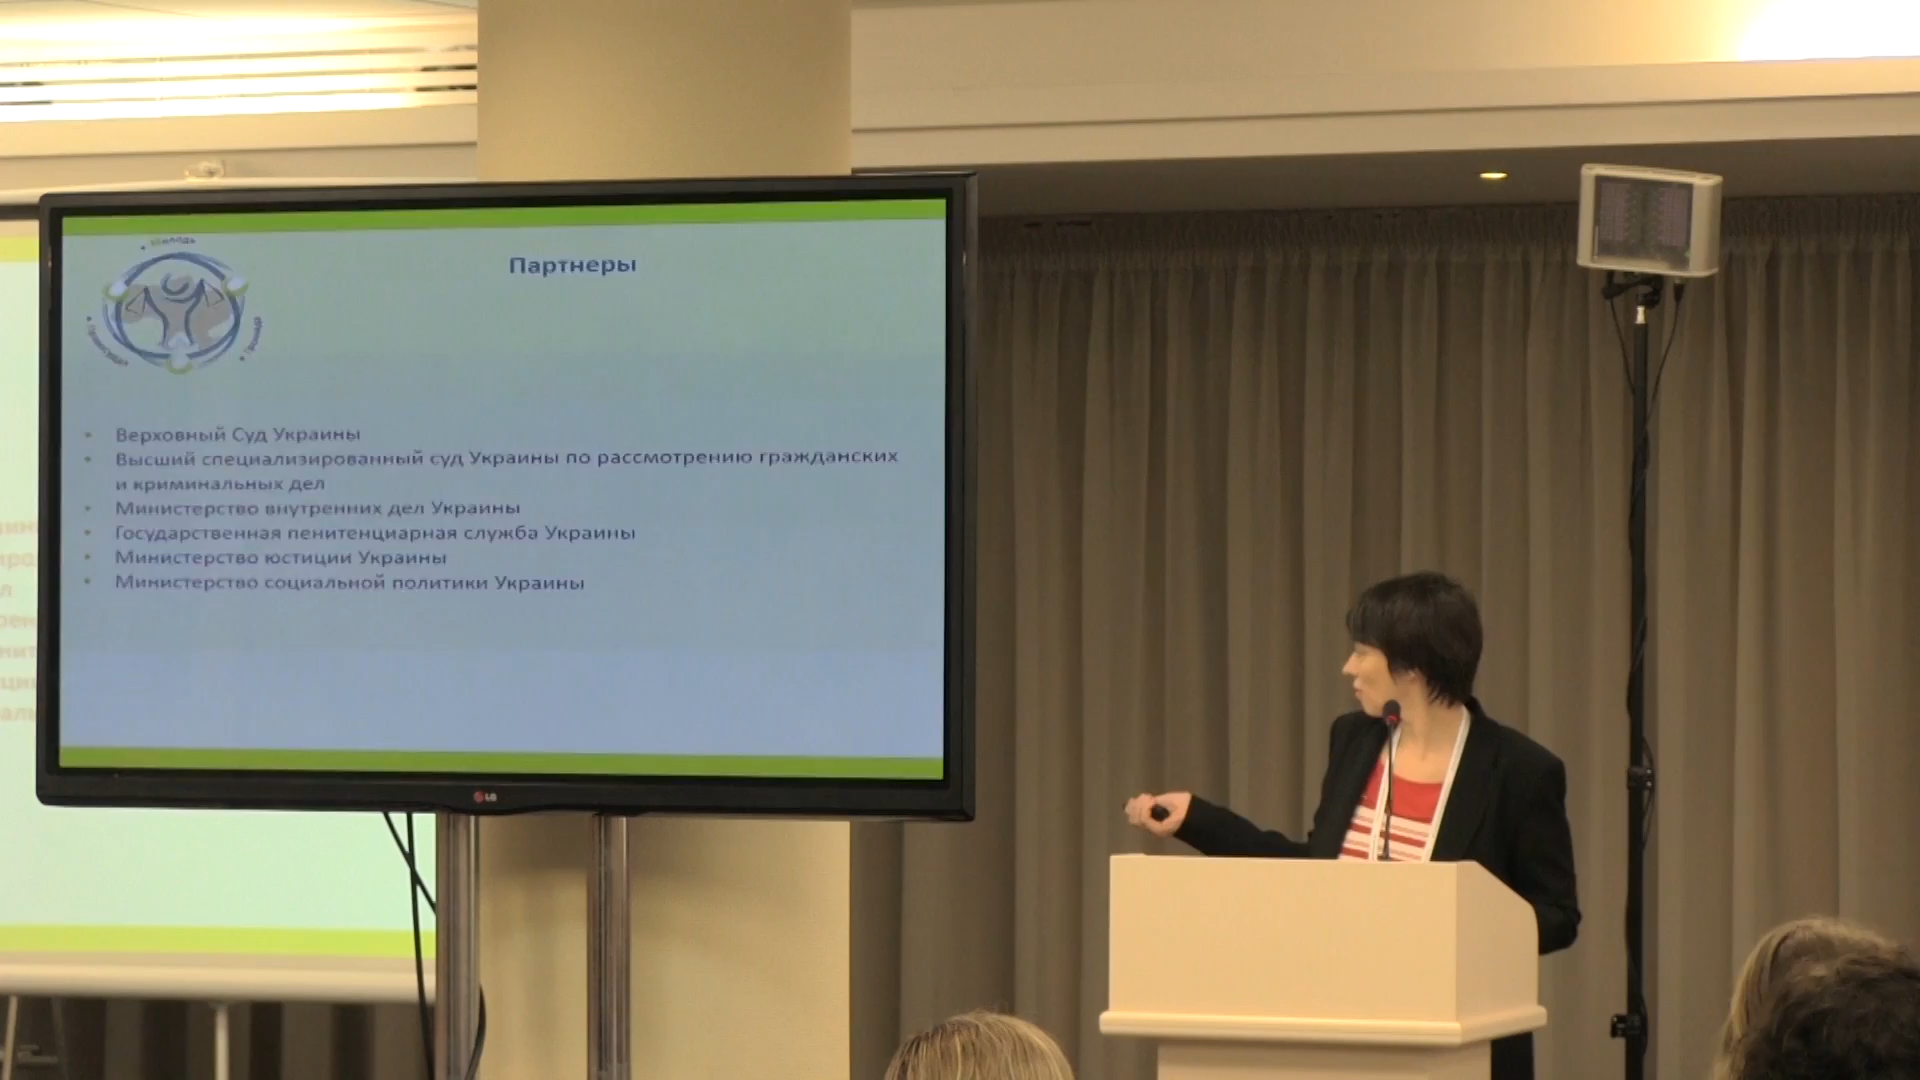 Партнеры
Верховный Суд Украины
Высший специализированный суд Украины по рассмотрению гражданских
и криминальных дел
Министерство внутренних дел Украины
Государственная пенитенциарная служба Украины
Министерство юстиции Украины
Министерство социальной политики Украины
LG